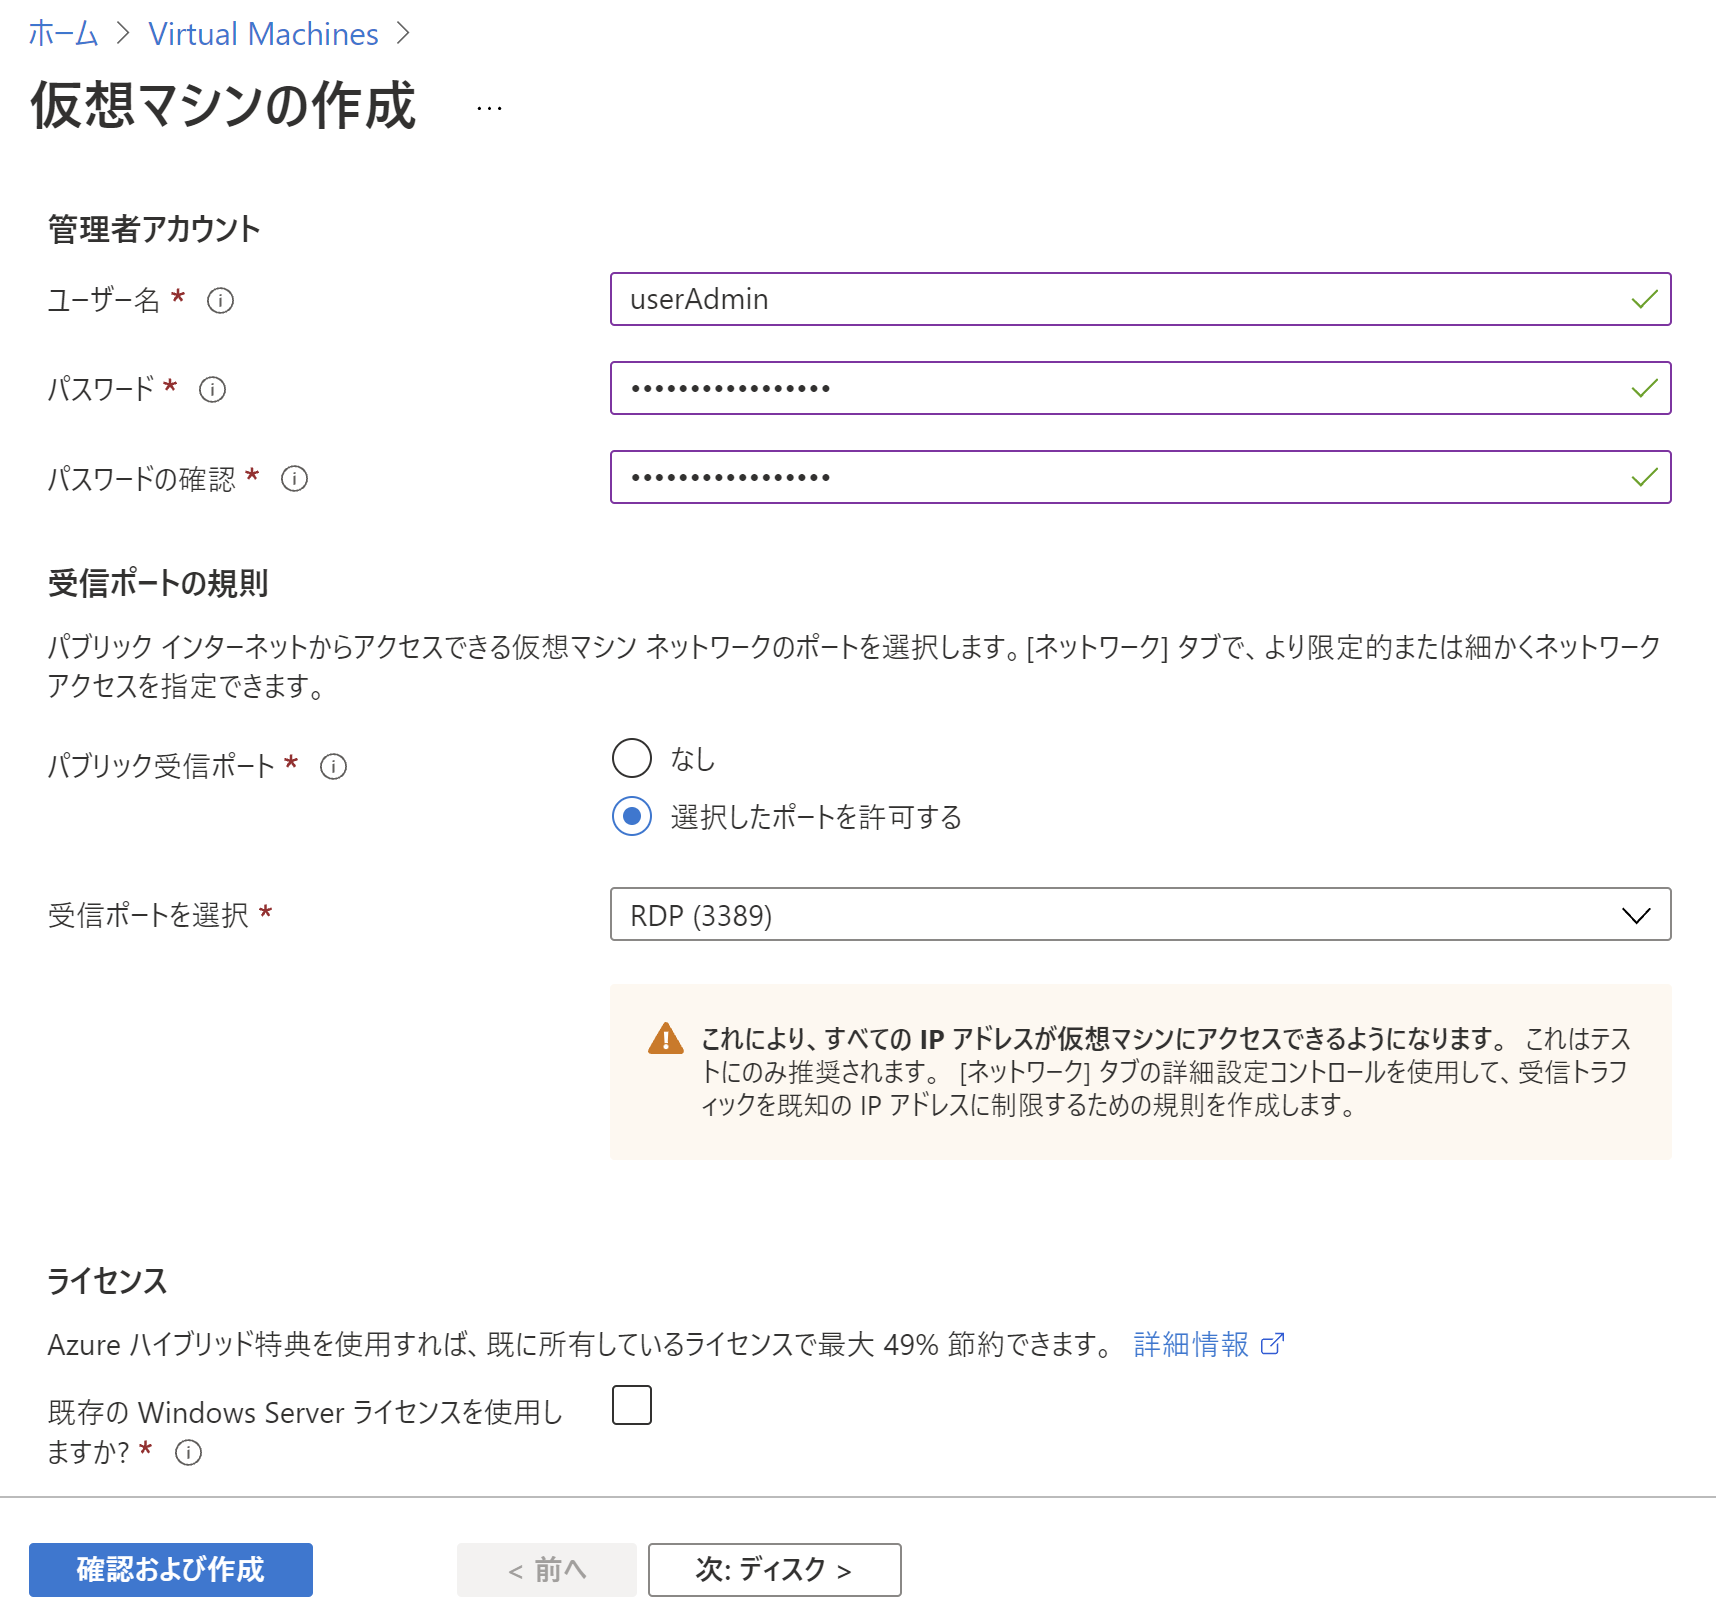 ホーム > Virtual Machines >
仮想マシンの作成 ...
管理者アカウント
ユーザー名 * userAdmin
パスワード * •••••••••••••••••
パスワードの確認 * •••••••••••••••••
受信ポートの規則
パブリック インターネットからアクセスできる仮想マシン ネットワークのポートを選択します。[ネットワーク] タブで、より限定的または細かくネットワーク
アクセスを指定できます。
パブリック受信ポート * なし
選択したポートを許可する
受信ポートを選択 * RDP (3389)
これにより、すべての IP アドレスが仮想マシンにアクセスできるようになります。 これはテス
トにのみ推奨されます。 [ネットワーク] タブの詳細設定コントロールを使用して、受信トラフ
ィックを既知の IP アドレスに制限するための規則を作成します。
ライセンス
Azure ハイブリッド特典を使用すれば、既に所有しているライセンスで最大 49% 節約できます。 詳細情報
既存の Windows Server ライセンスを使用し
ますか? *
確認および作成 < 前へ 次: ディスク >